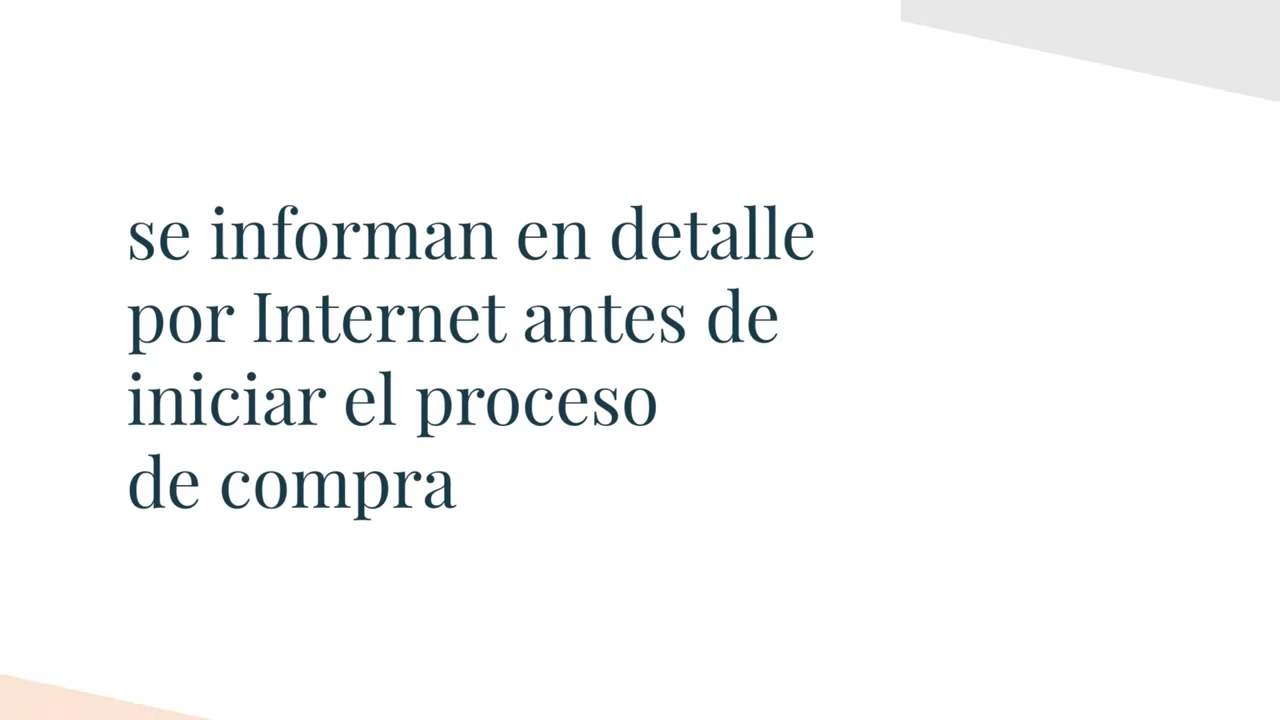 se informan en detalle
por Internet antes de
iniciar el proceso
de compra